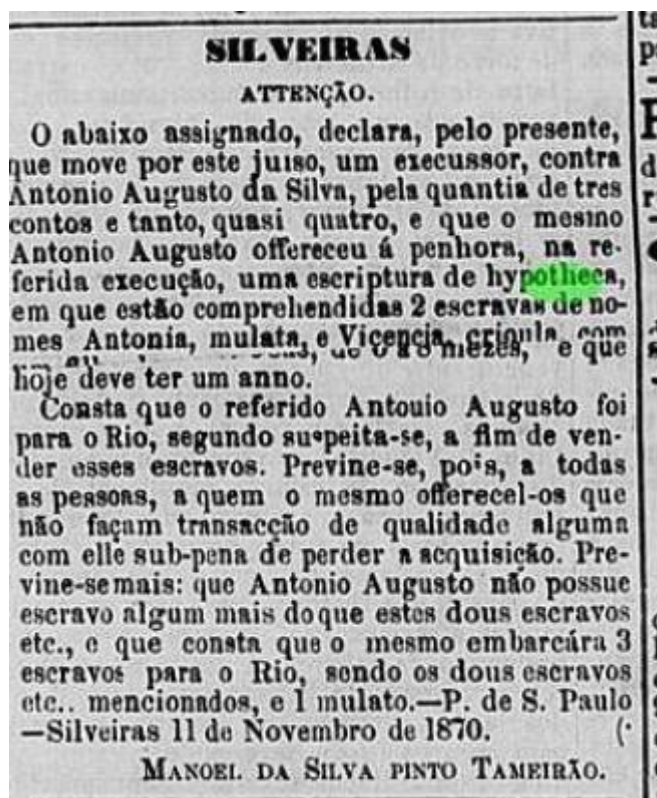 SILVEIRAS
ATTENÇÃO.
O abaixo assignado, declara, pelo presente,
que move por este juiso, um execussor, contra
Antonio Augusto da Silva, pela quantia de tres
contos e tanto, quasi quatro, e que o mesmo
Antonio Augusto offereceu á penhora, na re-
ferida execução, uma escriptura de hypotheca,
em que estão comprehendidas 2 escravas de no-
mes Antonia, mulata, e Vicencia, crioula, com
de 6 a 8 mezes, e que
hoje deve ter um anno.
Consta que o referido Antouio Augusto foi
para o Rio, segundo suspeita-se, a fim de ven-
der esses escravos. Previne-se, pois, a todas
as pessoas, a quem o mesmo offerecel-os que
não façam transacção de qualidade alguma
com elle sub-pena de perder a acquisição. Pre-
vine-se mais: que Antonio Augusto não possue
escravo algum mais do que estes dous escravos
etc., e que consta que o mesmo embarcára 3
escravos para o Rio, sendo os dous escravos
etc.. mencionados, e 1 mulato.—P. de S. Paulo
—Silveiras 11 de Novembro de 1870. (·
MANOEL DA SILVA PINTO TAMEIRÃO.